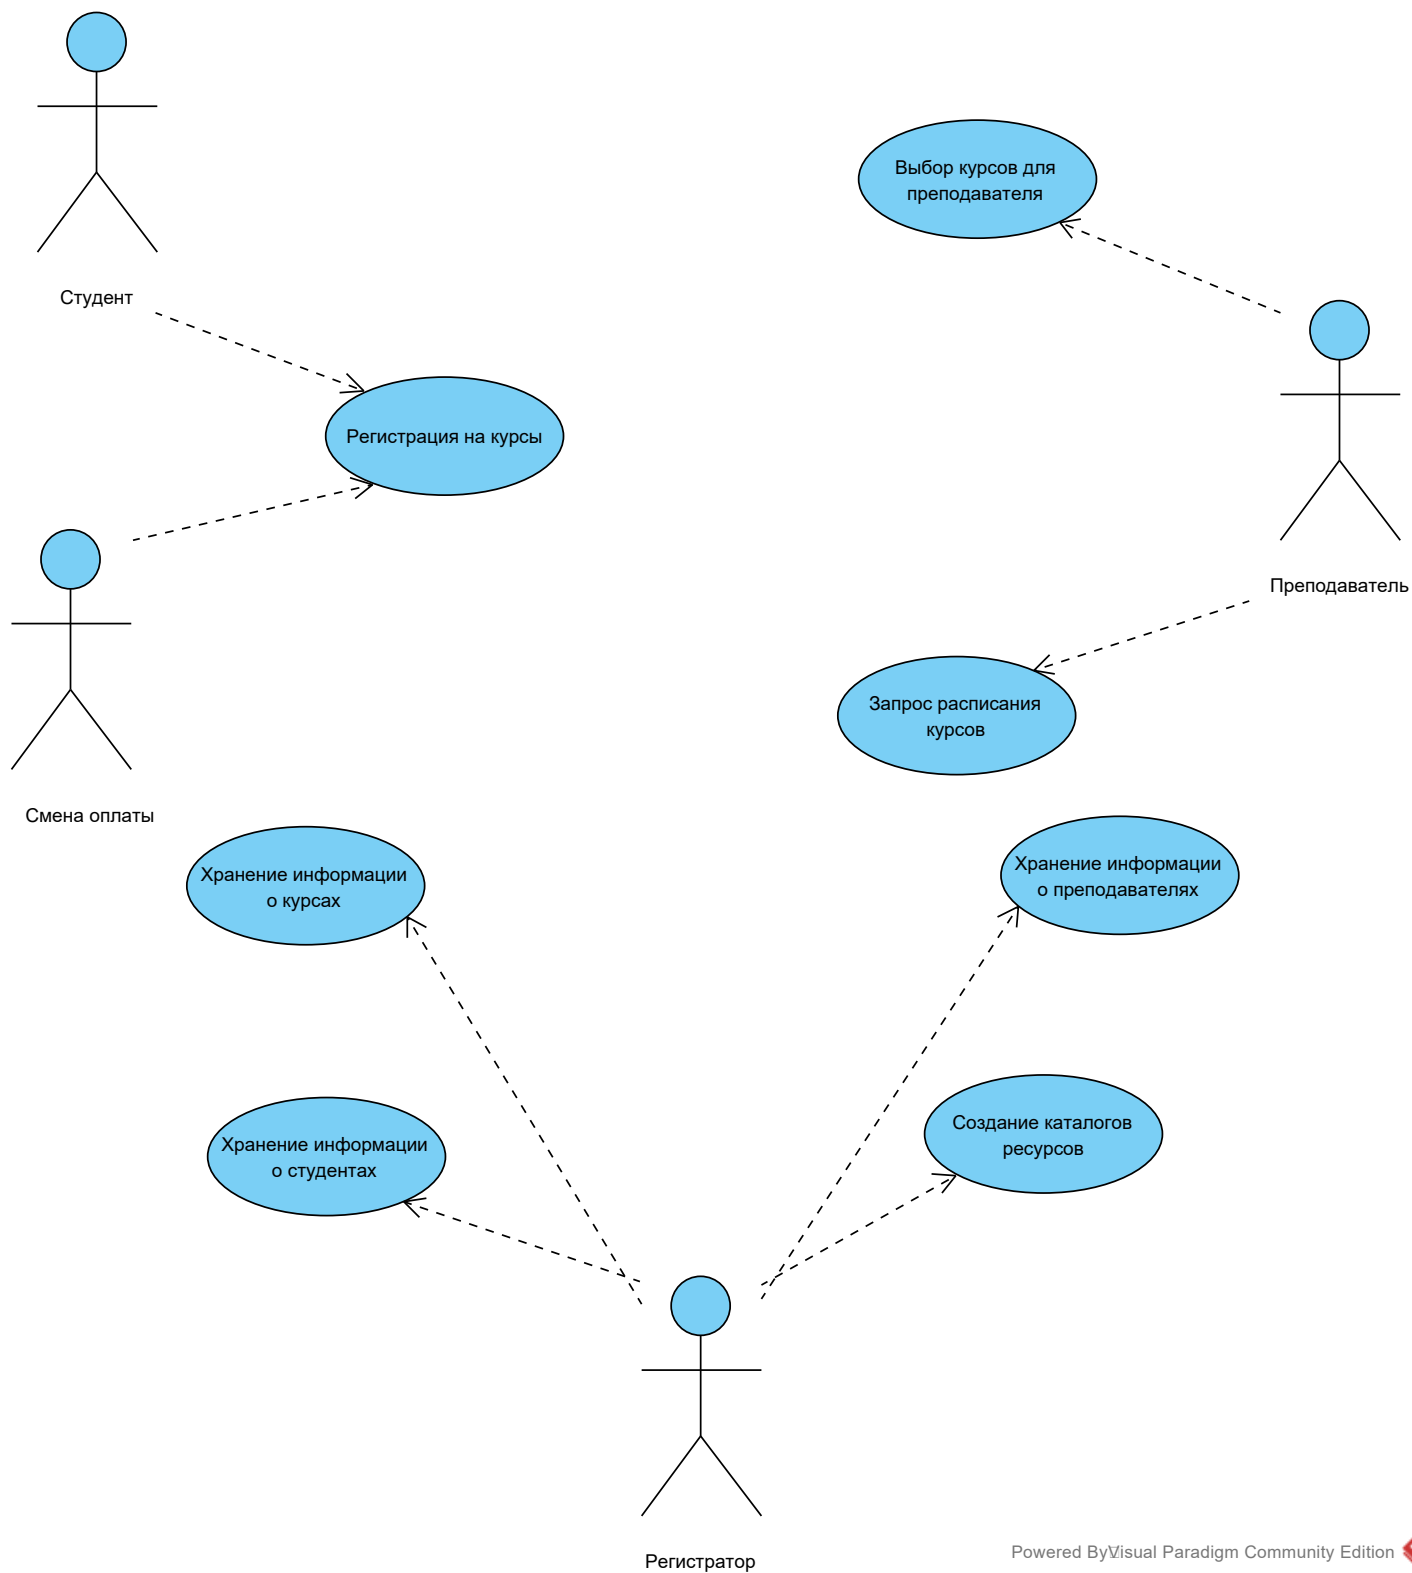 Выбор курсов для
преподавателя
Студент
Регистрация на курсы
Преподаватель
Запрос расписания
курсов
Смена оплаты
Хранение информации
о курсах
Хранение информации
о преподавателях
Создание каталогов
ресурсов
Хранение информации
о студентах
Регистратор
Powered By Visual Paradigm Community Edition